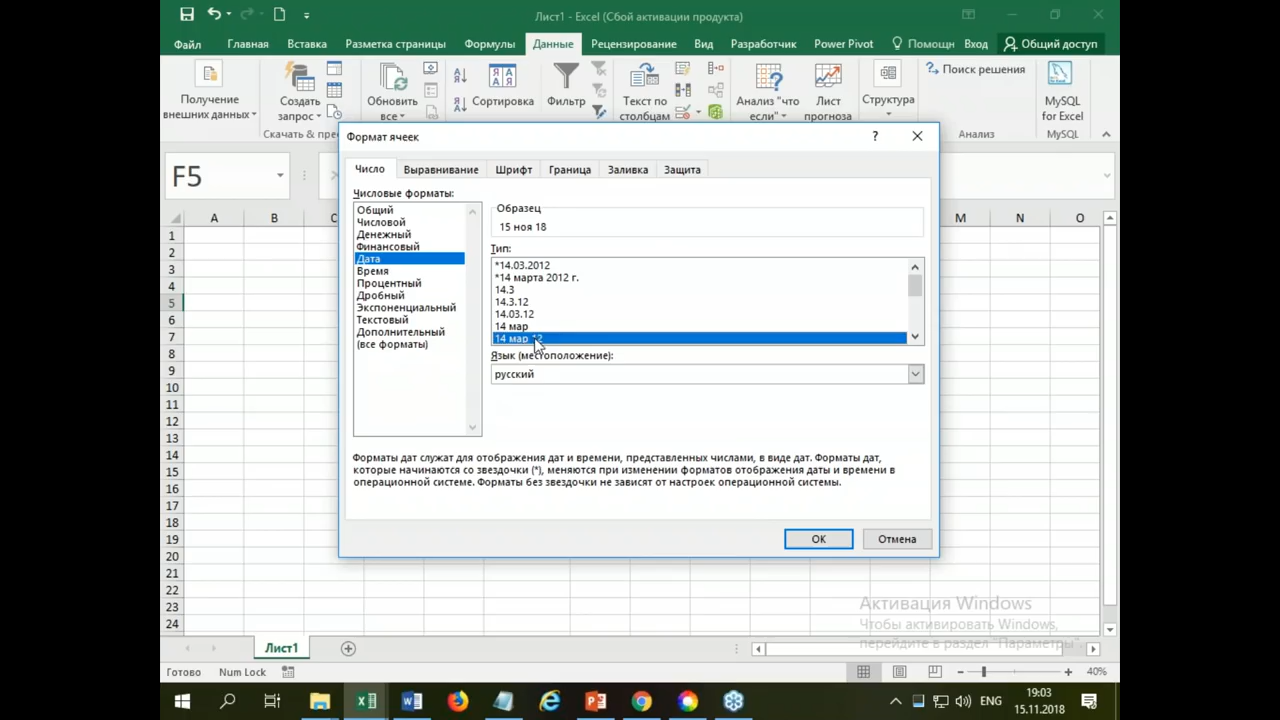 Лист1 - Excel (Сбой активации продукта)
Файл Главная Вставка Разметка страницы Формулы Данные Рецензирование Вид Разработчик Power Pivot Помощн Вход Общий доступ
Получение внешних данных
Создать запрос
Обновить все
Сортировка
Фильтр
Текст по столбцам
Анализ "что если"
Лист прогноза
Структура
Поиск решения
MySQL for Excel
Скачать & пре
Анализ
MySQL
Формат ячеек
? ×
Число Выравнивание Шрифт Граница Заливка Защита
F5
Числовые форматы:
Общий
Числовой
Денежный
Финансовый
Дата
Время
Процентный
Дробный
Экспоненциальный
Текстовый
Дополнительный
(все форматы)
Образец
15 ноя 18
Тип:
*14.03.2012
*14 марта 2012 г.
14.3
14.3.12
14.03.12
14 мар
14 мар 12
Язык (местоположение):
русский
Форматы дат служат для отображения дат и времени, представленных числами, в виде дат. Форматы дат,
которые начинаются со звездочки (*), меняются при изменении форматов отображения даты и времени в
операционной системе. Форматы без звездочки не зависят от настроек операционной системы.
ОК Отмена
A B C M N O
1
2
3
4
5
6
7
8
9
10
11
12
13
14
15
16
17
18
19
20
21
22
23
24
Активация Windows
Чтобы активировать Windows,
перейдите в раздел "Параметры".
Лист1
Готово Num Lock 40%
ENG
19:03
15.11.2018